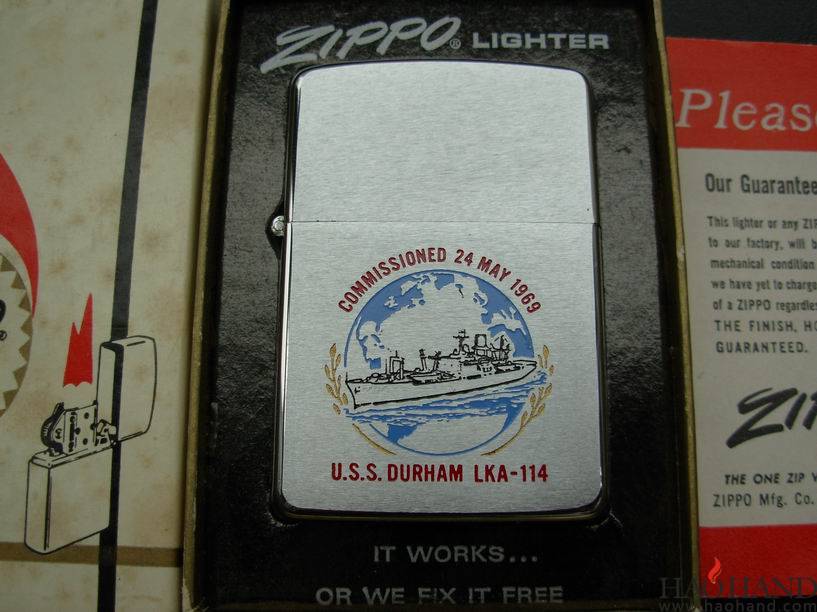 ZIPPO® LIGHTER
COMMISSIONED 24 MAY 1969
U.S.S. DURHAM LKA-114
IT WORKS...
OR WE FIX IT FREE
Pleas
Our Guarantee
This lighter or any ZI
to our factory, will b
mechanical condition
we have yet to charge
of a ZIPPO regardles
THE FINISH, HO
GUARANTEED.
ZIP
THE ONE ZIP W
ZIPPO Mfg. Co.
HAOHAND
www.haohand.com